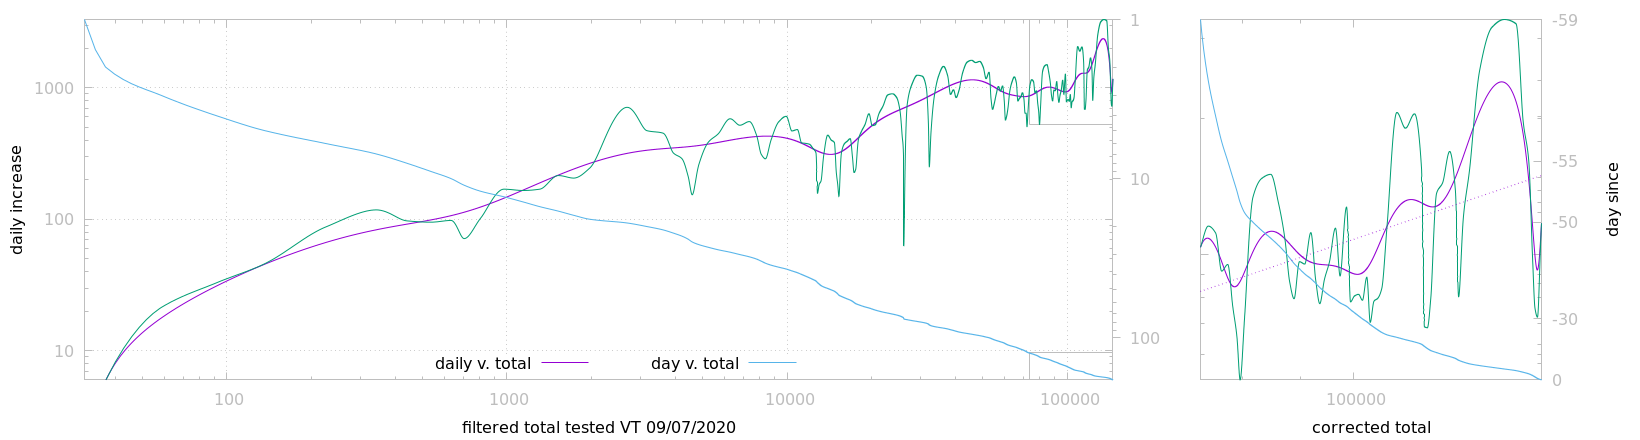 1
-59
1000
daily increase
-55
day since
10
100
-50
-30
100
10
daily v. total
day v. total
0
100
1000
10000
100000
100000
filtered total tested VT 09/07/2020
corrected total